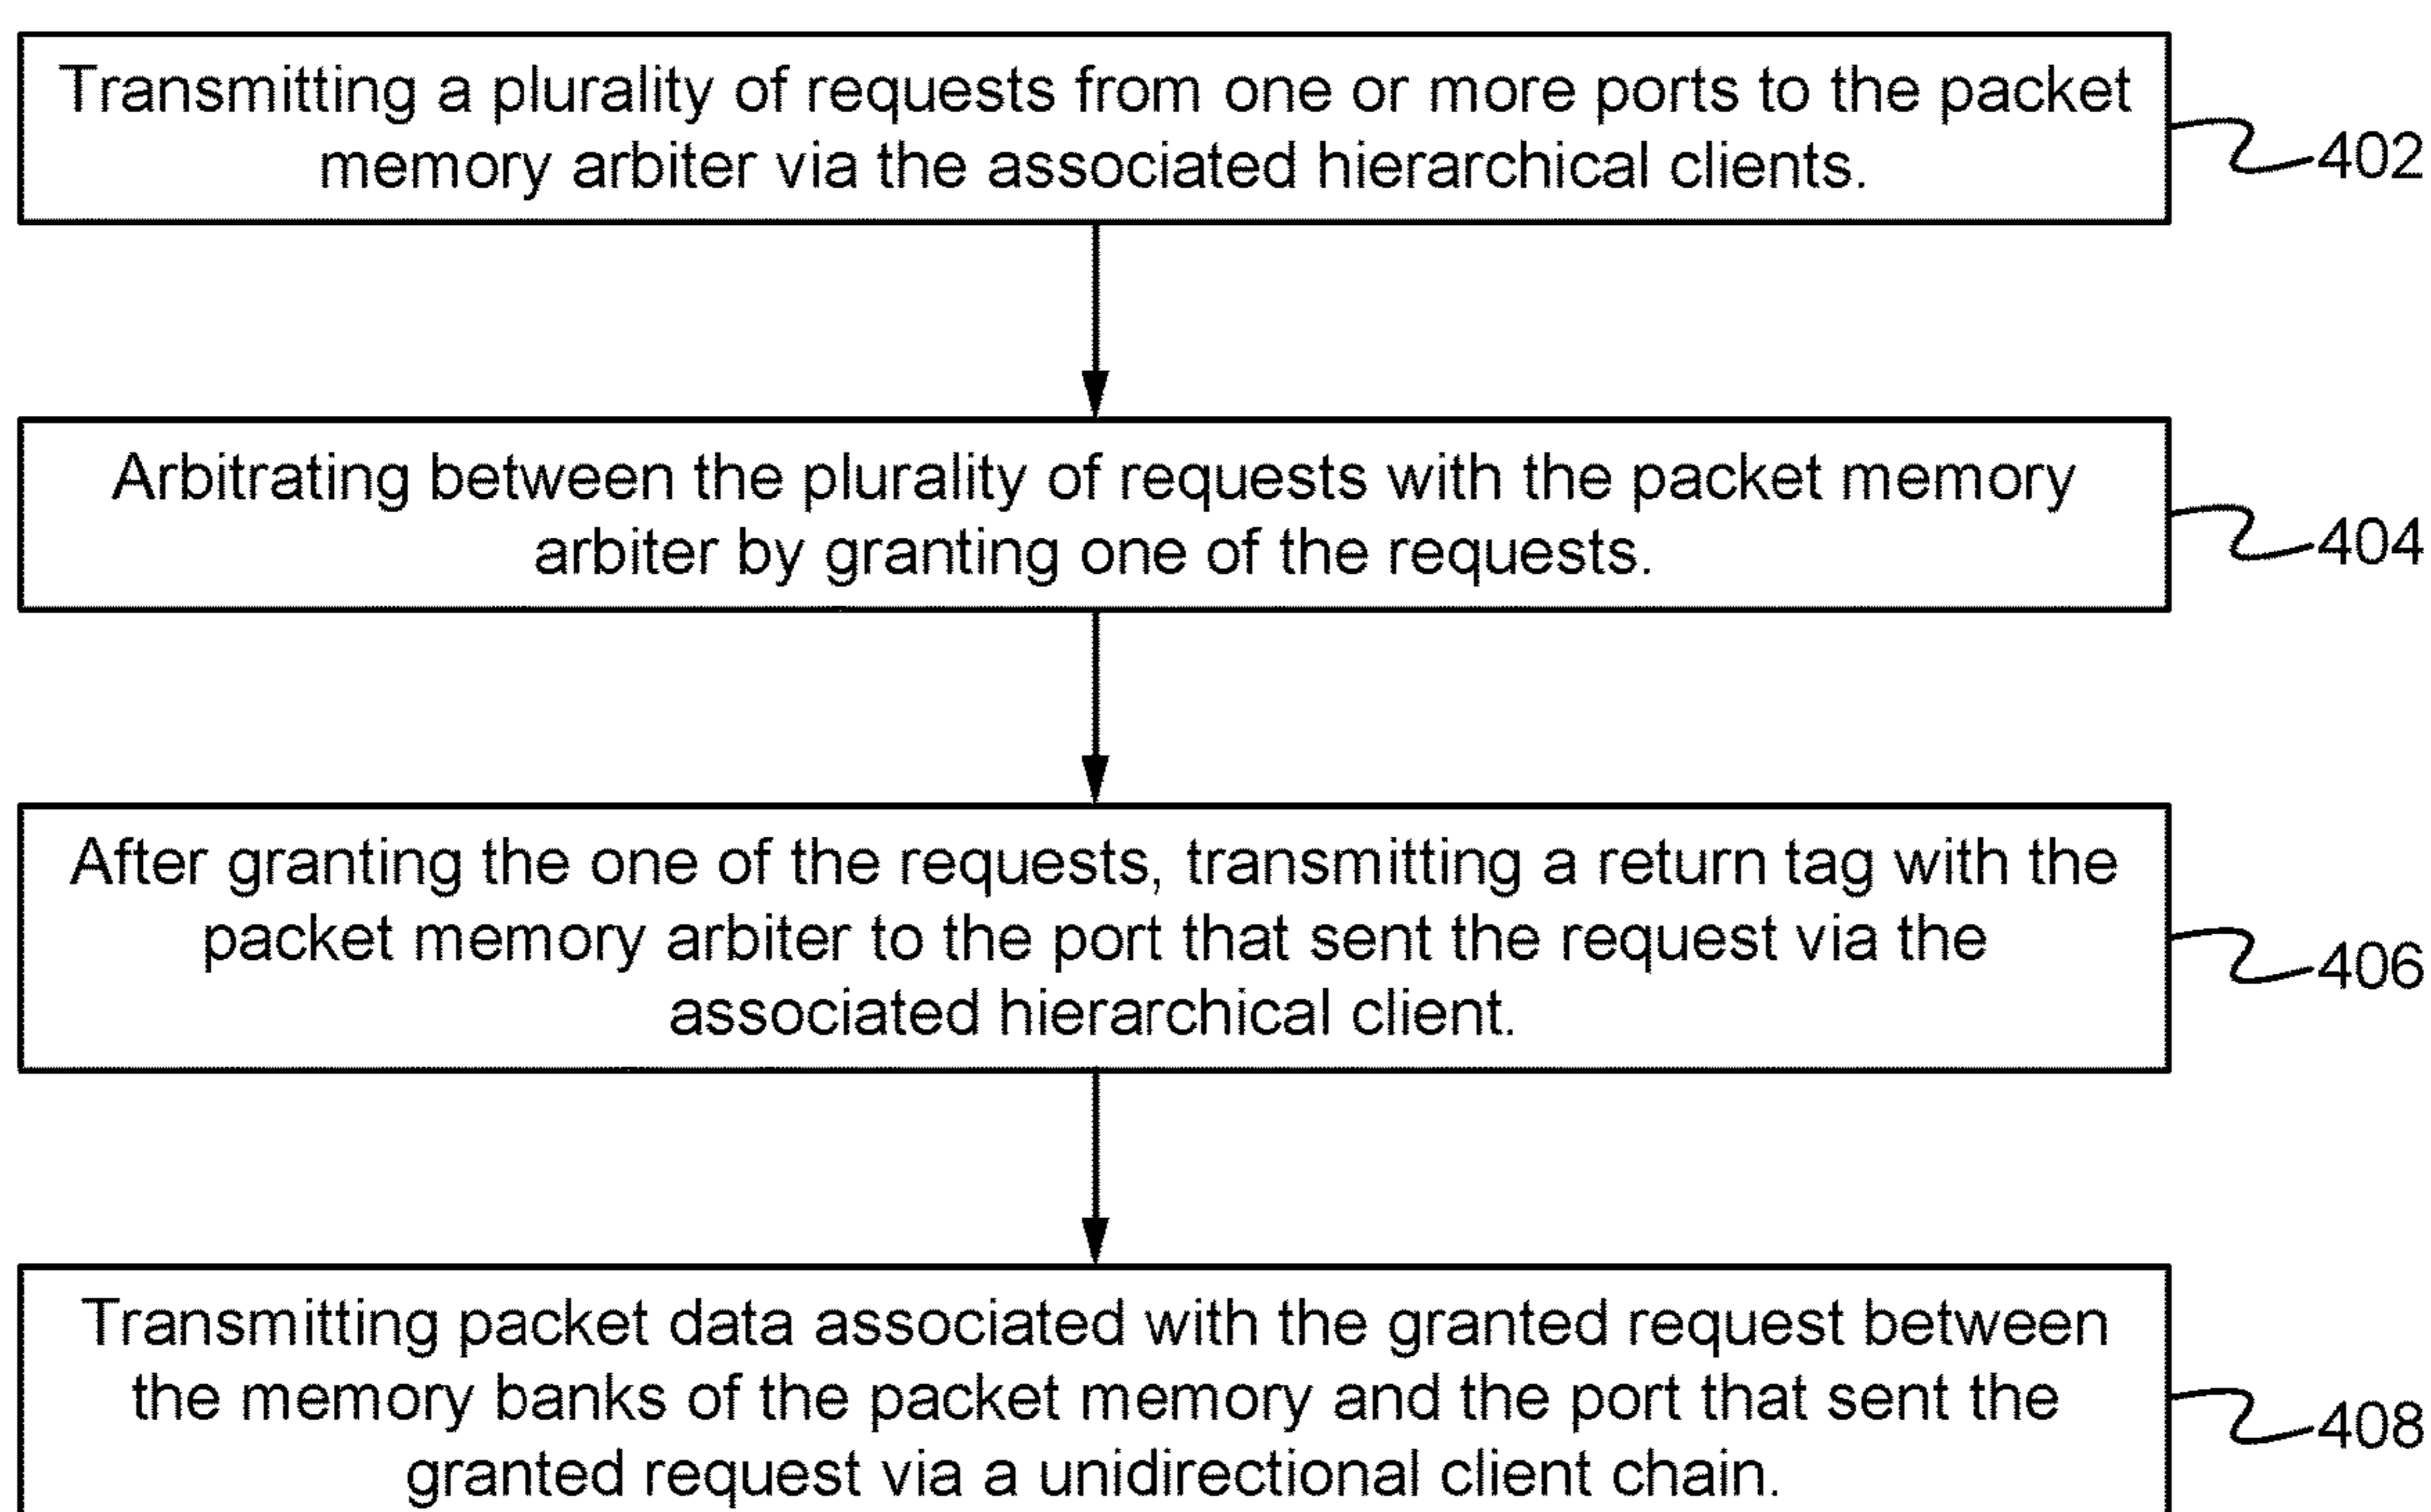 Transmitting a plurality of requests from one or more ports to the packet
memory arbiter via the associated hierarchical clients.
402
Arbitrating between the plurality of requests with the packet memory
arbiter by granting one of the requests.
404
After granting the one of the requests, transmitting a return tag with the
packet memory arbiter to the port that sent the request via the
associated hierarchical client.
406
Transmitting packet data associated with the granted request between
the memory banks of the packet memory and the port that sent the
granted request via a unidirectional client chain.
408